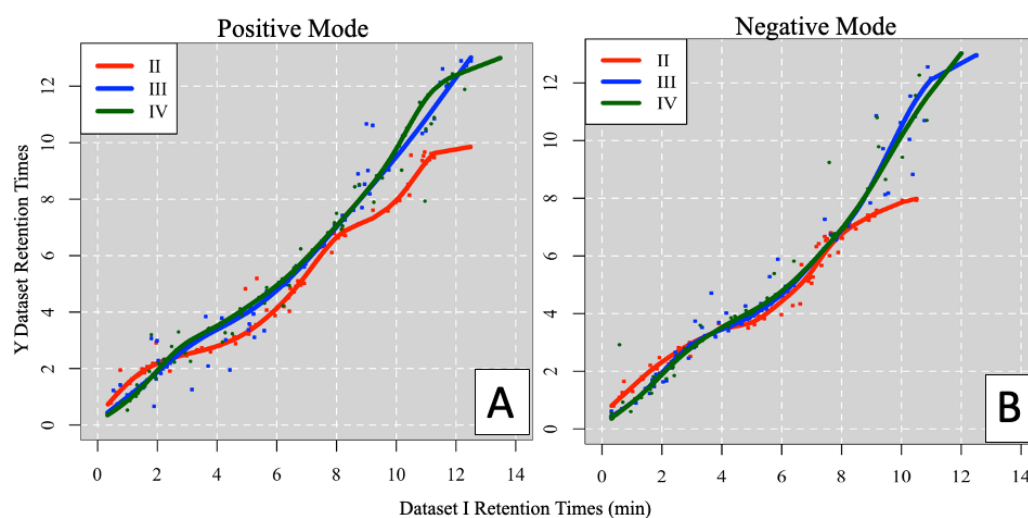 Positive Mode
Negative Mode
II
III
IV
II
III
IV
Y Dataset Retention Times
12
10
8
6
4
2
0
12
10
8
6
4
2
0
A
B
0 2 4 6 8 10 12 14
0 2 4 6 8 10 12 14
Dataset I Retention Times (min)